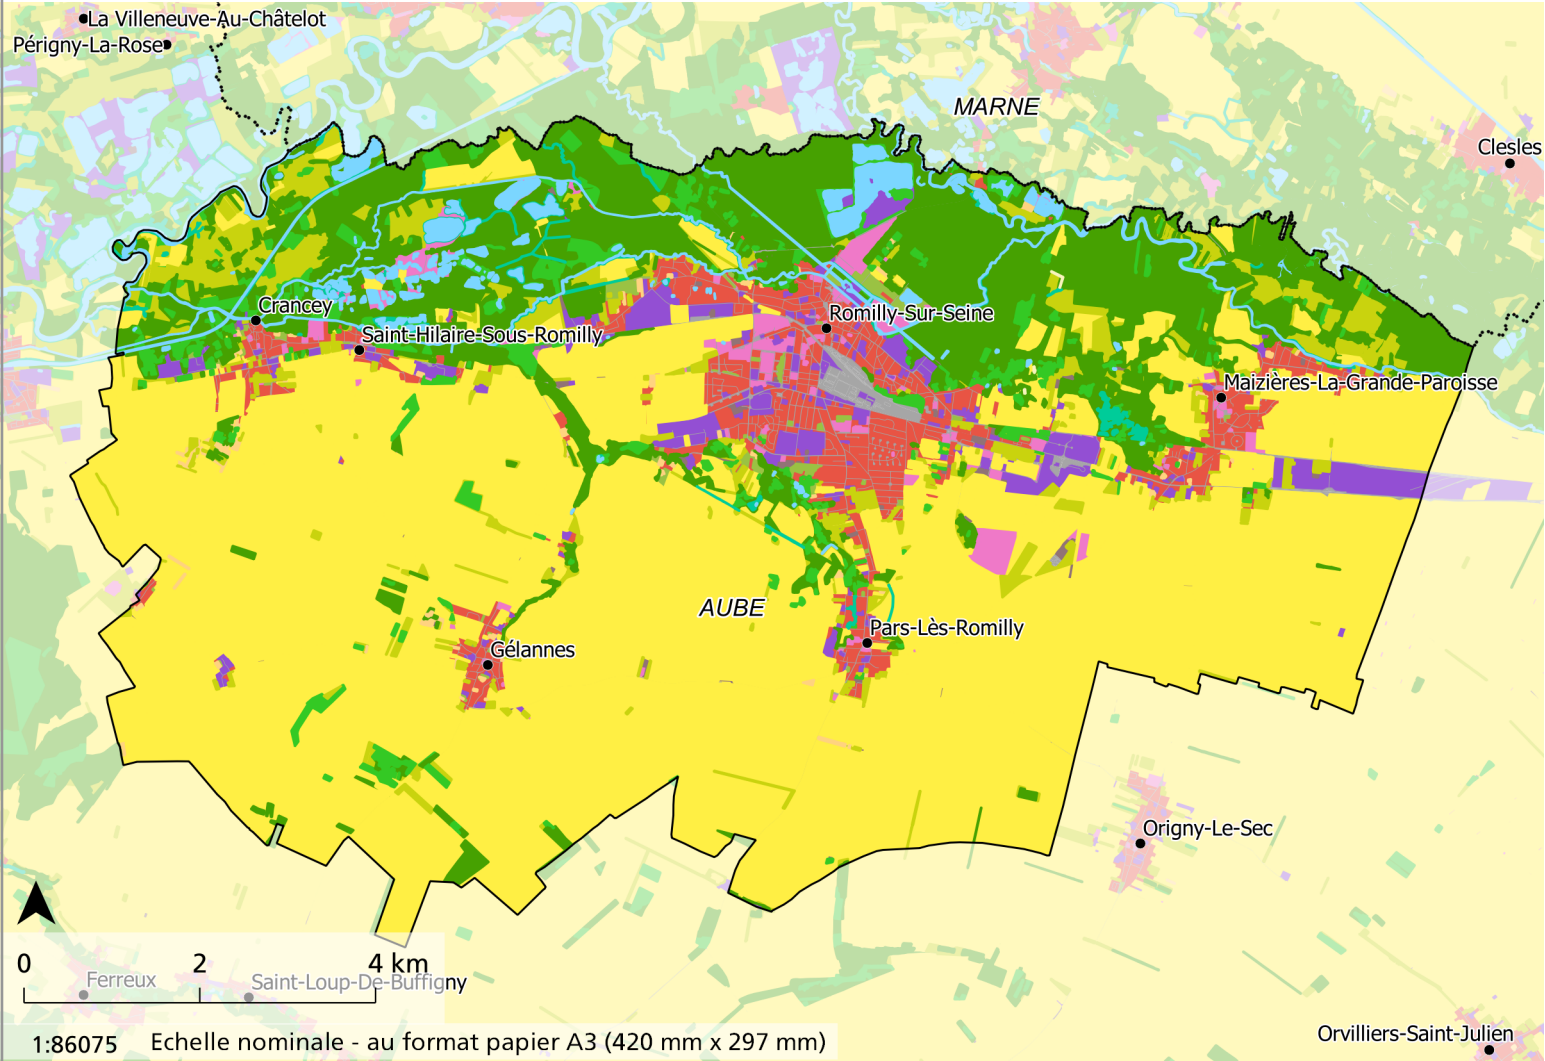 La Villeneuve-Au-Châtelot
Périgny-La-Rose
MARNE
Clesles
Crancey
Romilly-Sur-Seine
Saint-Hilaire-Sous-Romilly
Maizières-La-Grande-Paroisse
AUBE
Pars-Lès-Romilly
Gélannes
Origny-Le-Sec
0 2 4 km
Ferreux
Saint-Loup-De-Buffigny
Orvilliers-Saint-Julien
1:86075 Echelle nominale - au format papier A3 (420 mm x 297 mm)